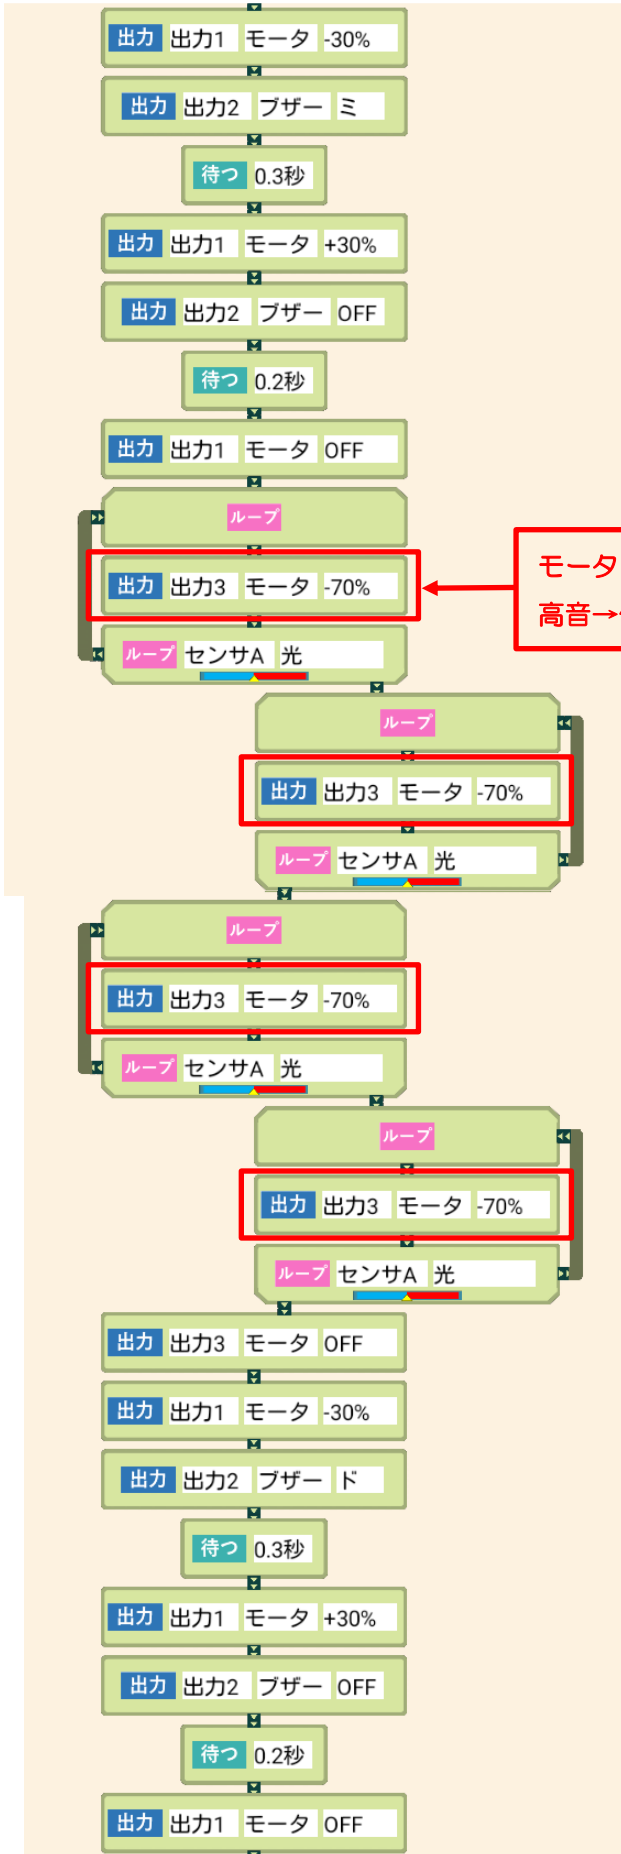 出力 出力1 モータ -30%
出力 出力2 ブザー ミ
待つ 0.3秒
出力 出力1 モータ +30%
出力 出力2 ブザー OFF
待つ 0.2秒
出力 出力1 モータ OFF
ループ
出力 出力3 モータ -70%
モータ
高音→
ループ センサA 光
ループ
出力 出力3 モータ -70%
ループ センサA 光
ループ
出力 出力3 モータ -70%
ループ センサA 光
ループ
出力 出力3 モータ -70%
ループ センサA 光
出力 出力3 モータ OFF
出力 出力1 モータ -30%
出力 出力2 ブザー ド
待つ 0.3秒
出力 出力1 モータ +30%
出力 出力2 ブザー OFF
待つ 0.2秒
出力 出力1 モータ OFF